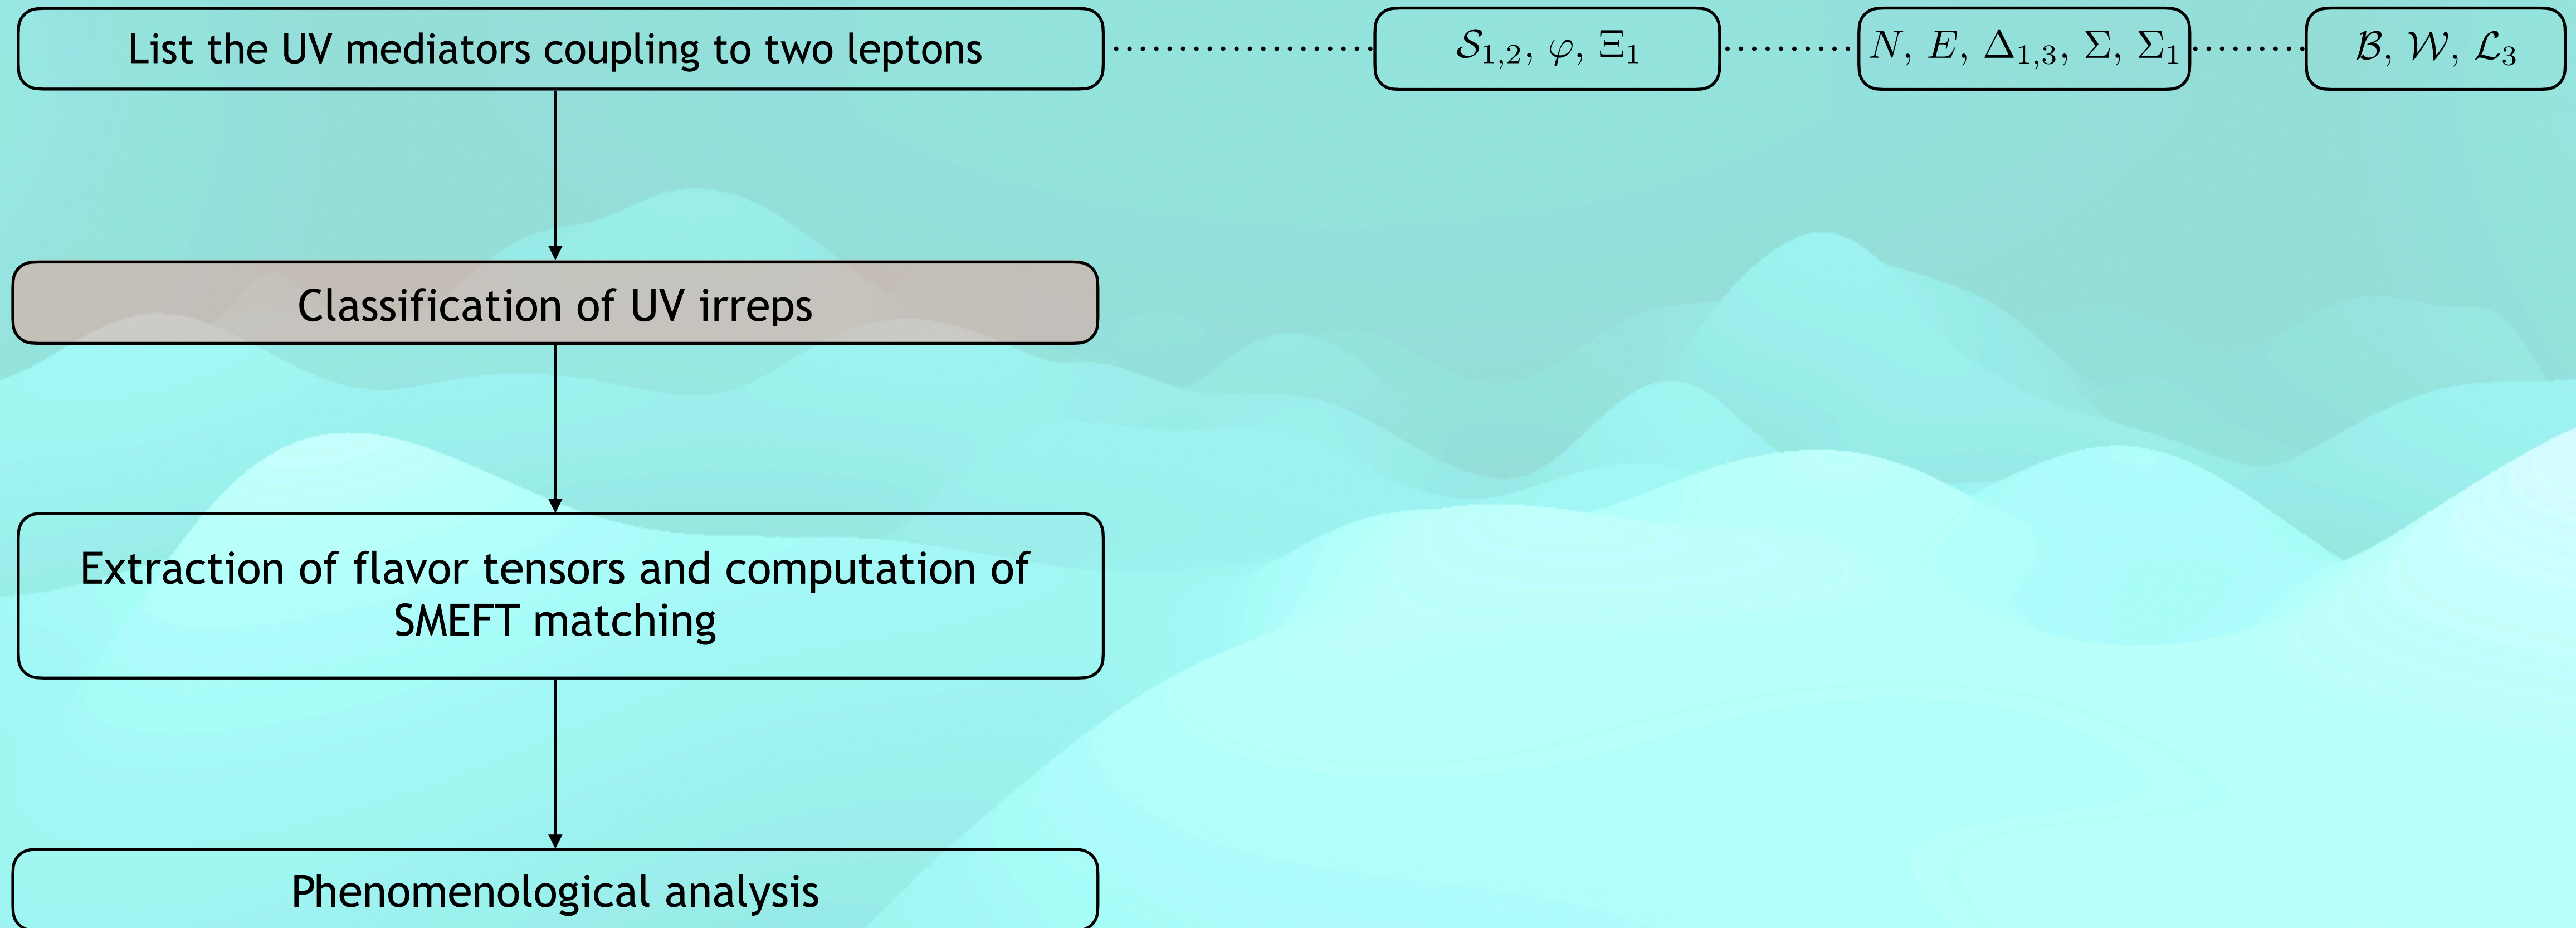 List the UV mediators coupling to two leptons
𝒮₁,₂, φ, Ξ₁
N, E, Δ₁,₃, Σ, Σ₁
ℬ, 𝒲, ℒ₃
Classification of UV irreps
Extraction of flavor tensors and computation of
SMEFT matching
Phenomenological analysis